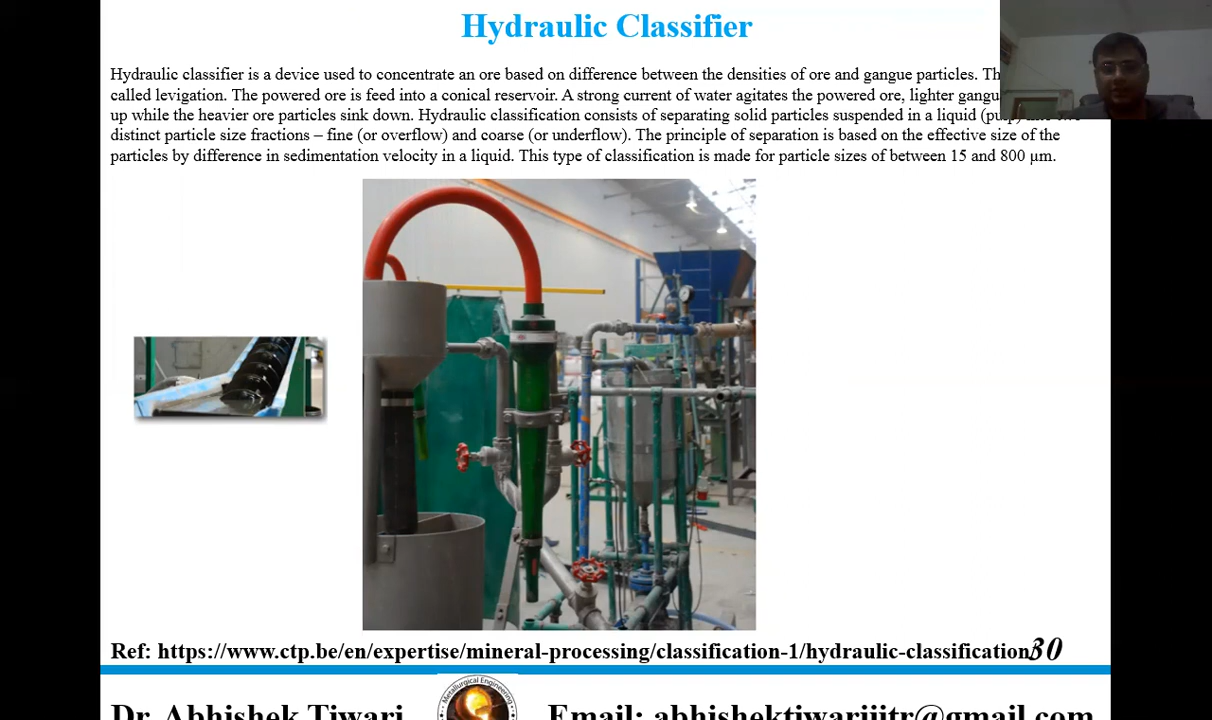 Hydraulic Classifier
Hydraulic classifier is a device used to concentrate an ore based on difference between the densities of ore and gangue particles.
called levigation. The powered ore is feed into a conical reservoir. A strong current of water agitates the powered ore, lighter
up while the heavier ore particles sink down. Hydraulic classification consists of separating solid particles suspended in a liquid
distinct particle size fractions – fine (or overflow) and coarse (or underflow). The principle of separation is based on the effective size of the
particles by difference in sedimentation velocity in a liquid. This type of classification is made for particle sizes of between 15 and 800 µm.
Ref: https://www.ctp.be/en/expertise/mineral-processing/classification-1/hydraulic-classification/
30
Metallurgical Engineering
Dr. Abhishek Tiwari
Email: abhishektiwariiitr@gmail.com